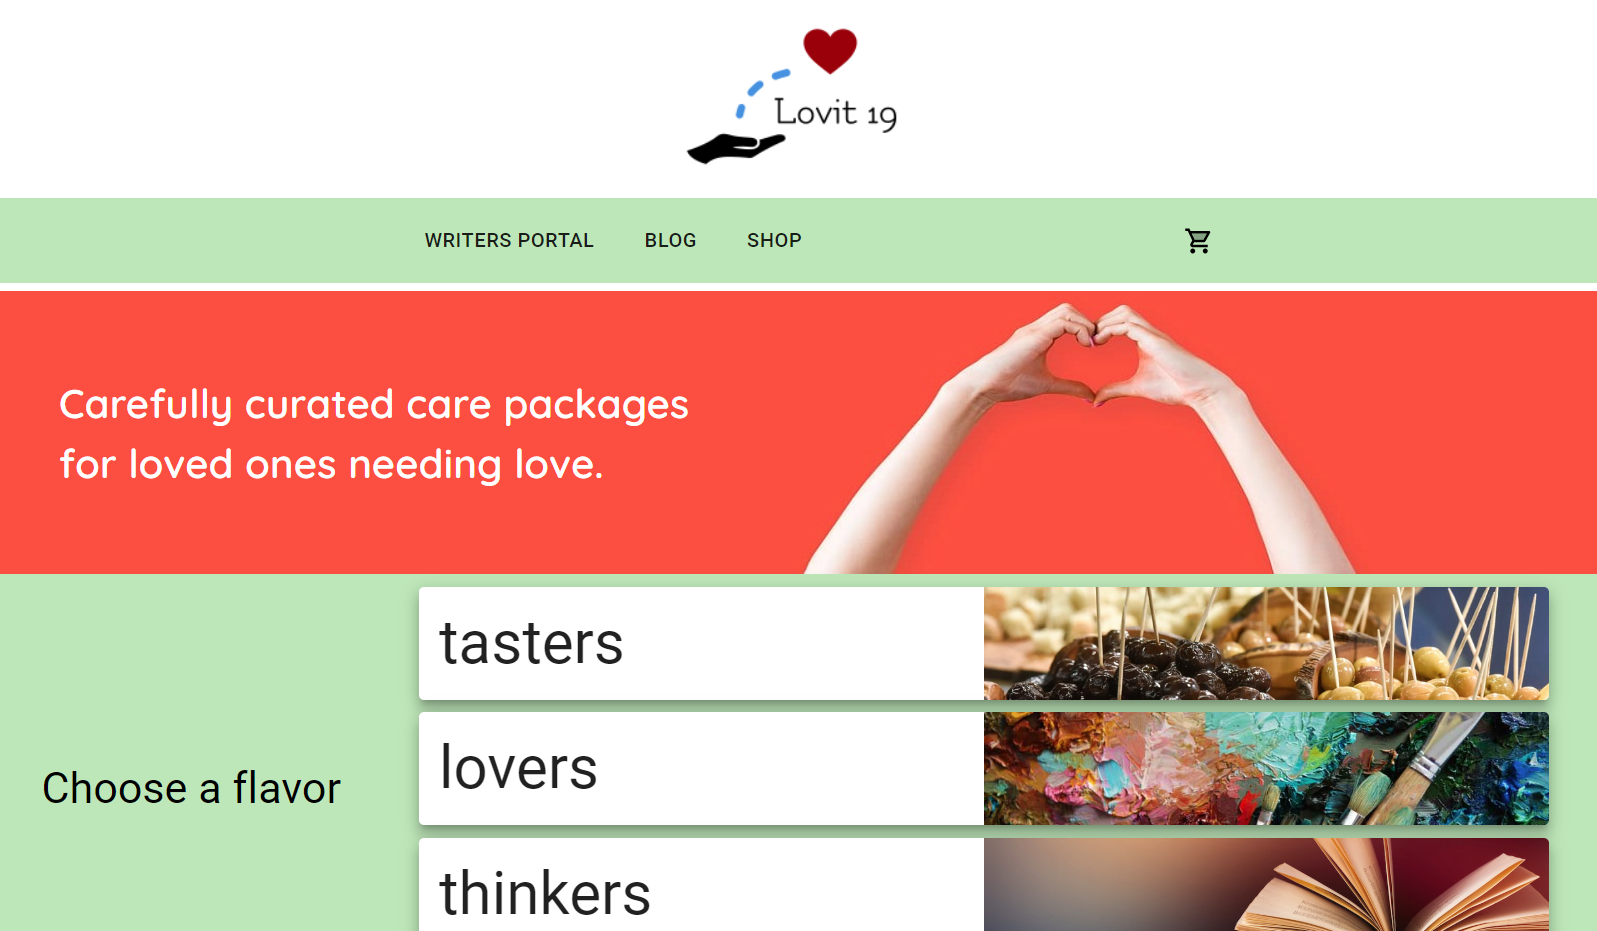 Lovit 19
WRITERS PORTAL BLOG SHOP
Carefully curated care packages
for loved ones needing love.
Choose a flavor
tasters
lovers
thinkers